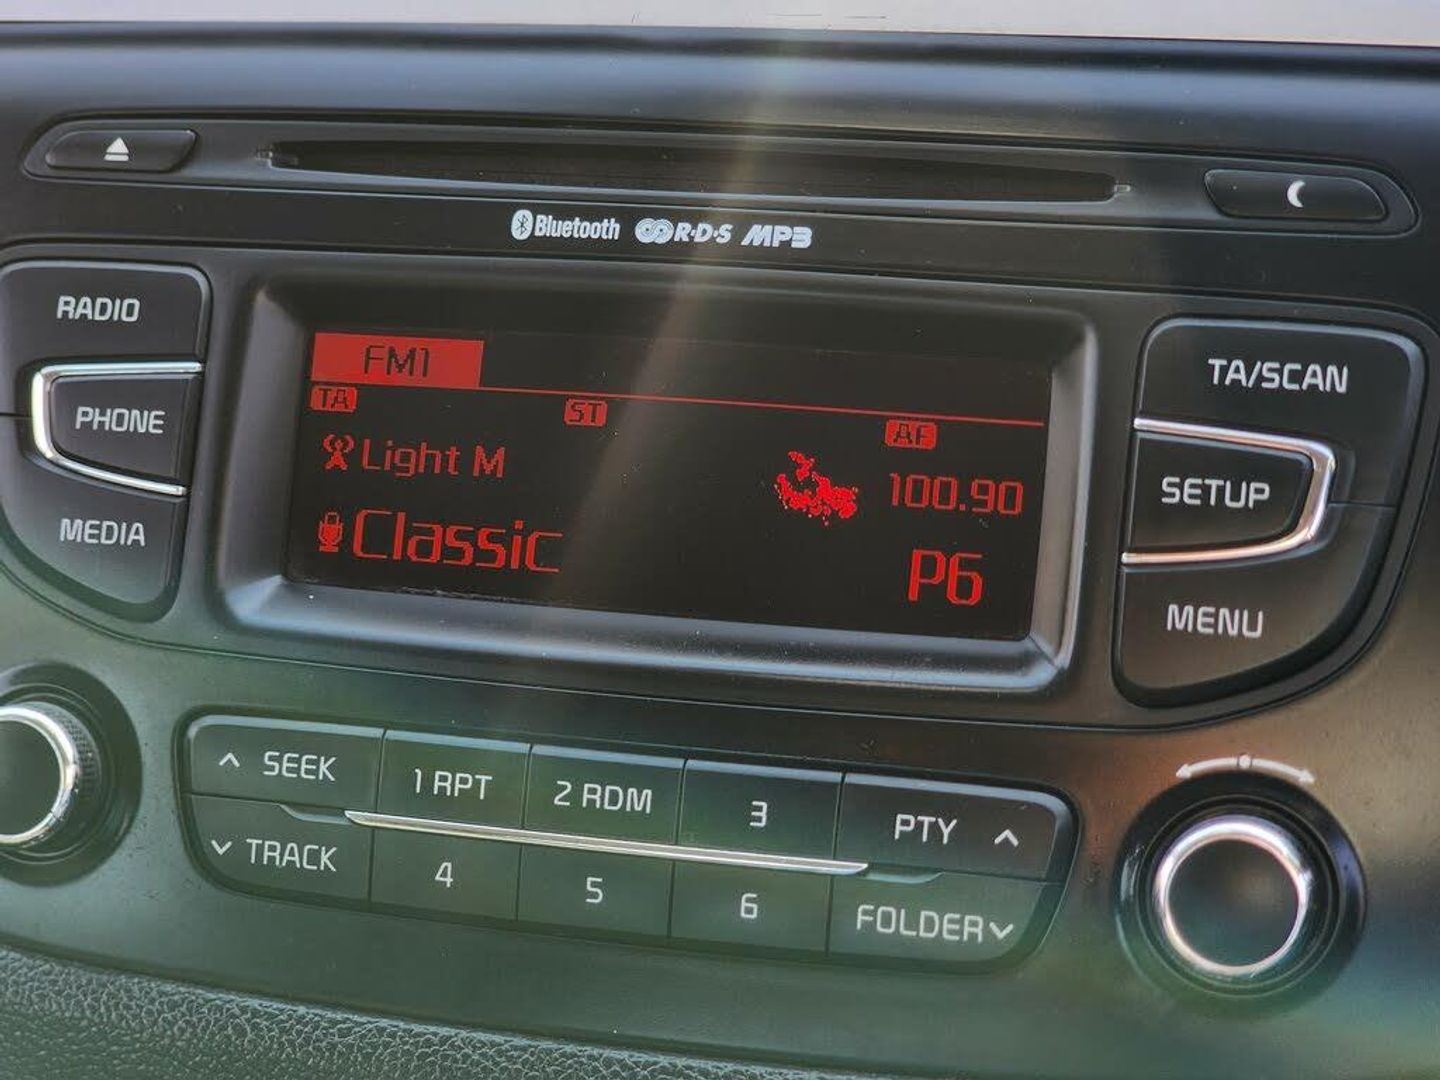 Bluetooth R·D·S MP3
RADIO
PHONE
MEDIA
FM1
TA ST AF
Light M 100.90
Classic P6
TA/SCAN
SETUP
MENU
SEEK 1 RPT 2 RDM 3 PTY
TRACK 4 5 6 FOLDER